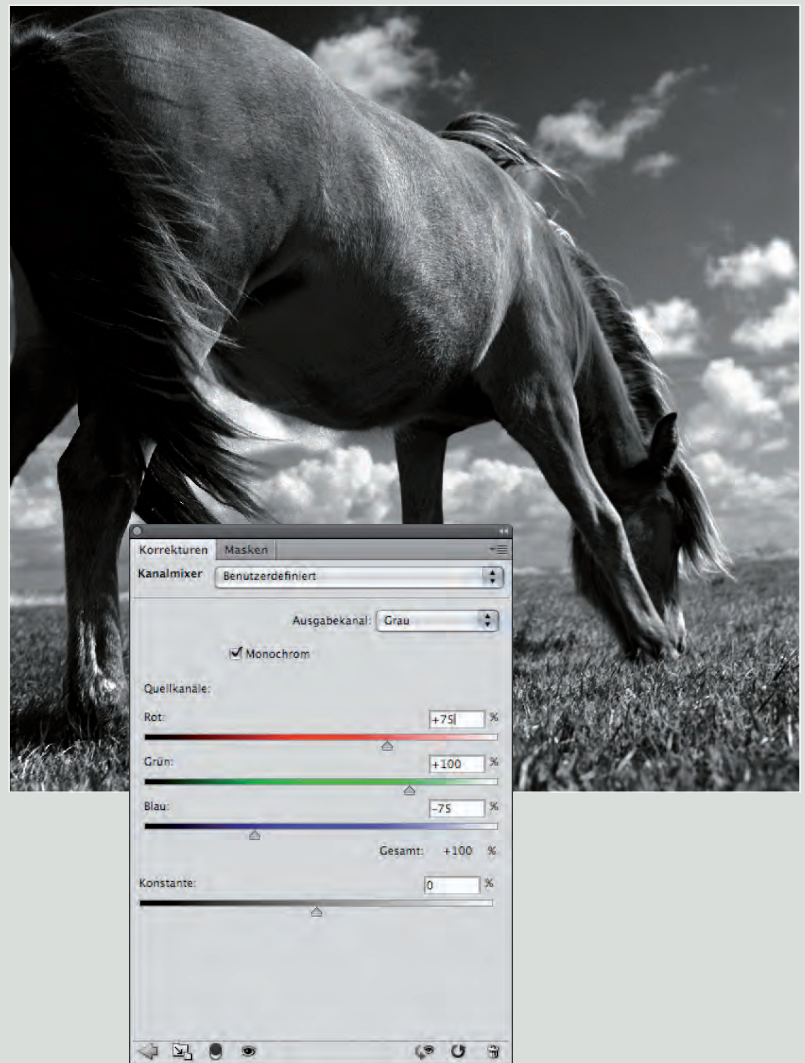 Korrekturen Masken
Kanalmixer Benutzerdefiniert
Ausgabekanal: Grau
Monochrom
Quellkanäle:
Rot: +75 %
Grün: +100 %
Blau: -75 %
Gesamt: +100 %
Konstante: 0 %